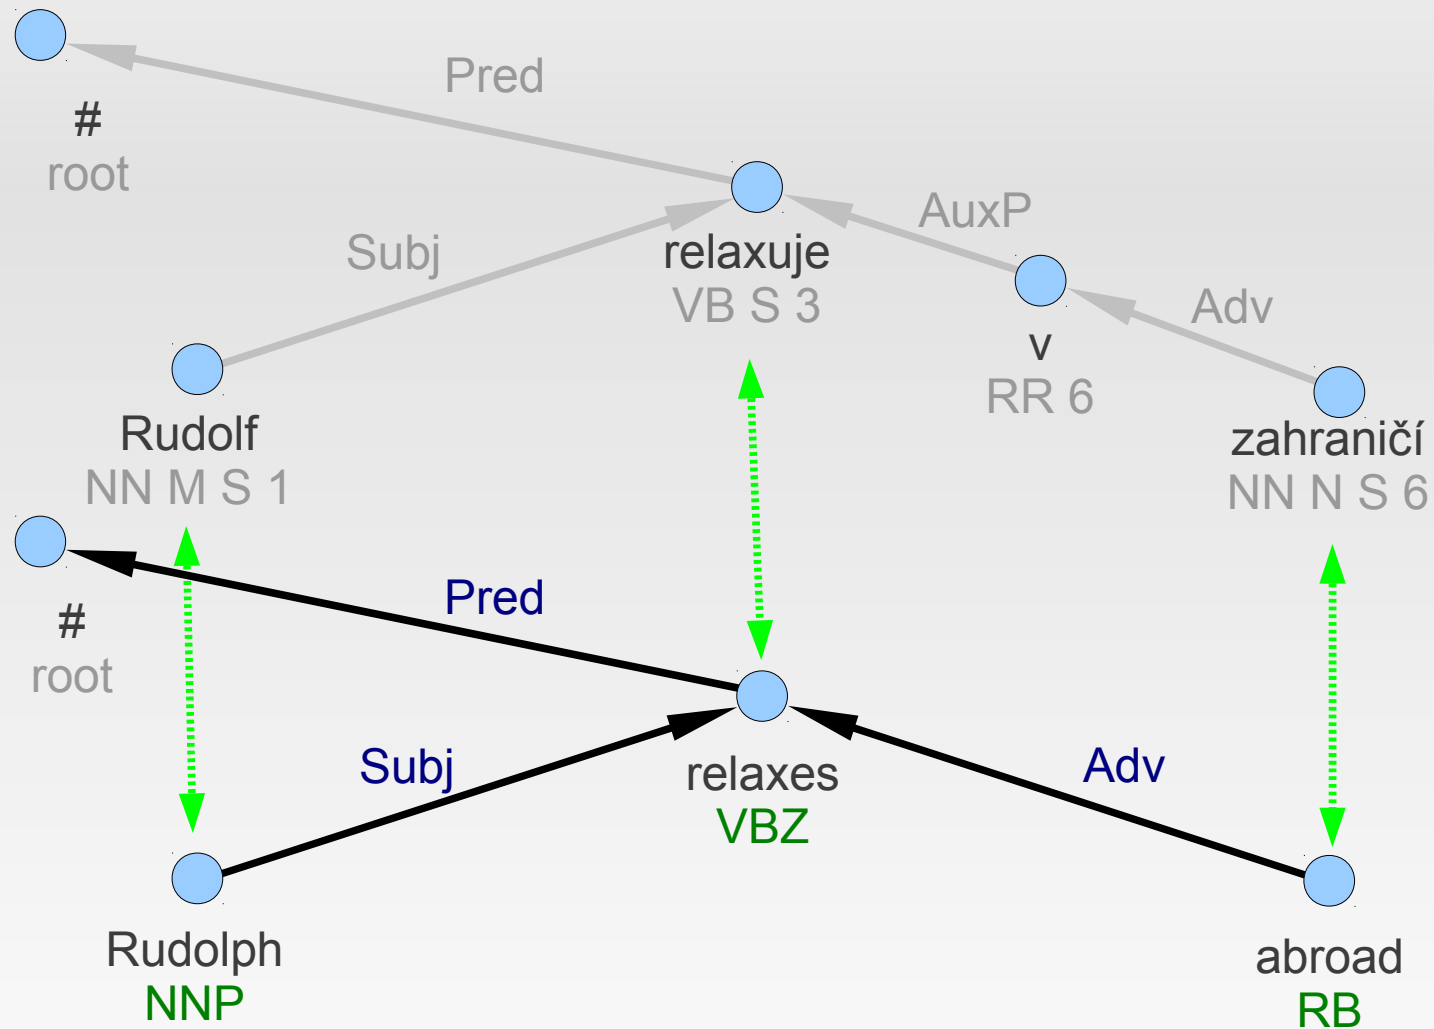 Pred
#
root
Subj
relaxuje
VB S 3
AuxP
v
RR 6
Adv
Rudolf
NN M S 1
zahraničí
NN N S 6
Pred
#
root
Subj
relaxes
VBZ
Adv
Rudolph
NNP
abroad
RB